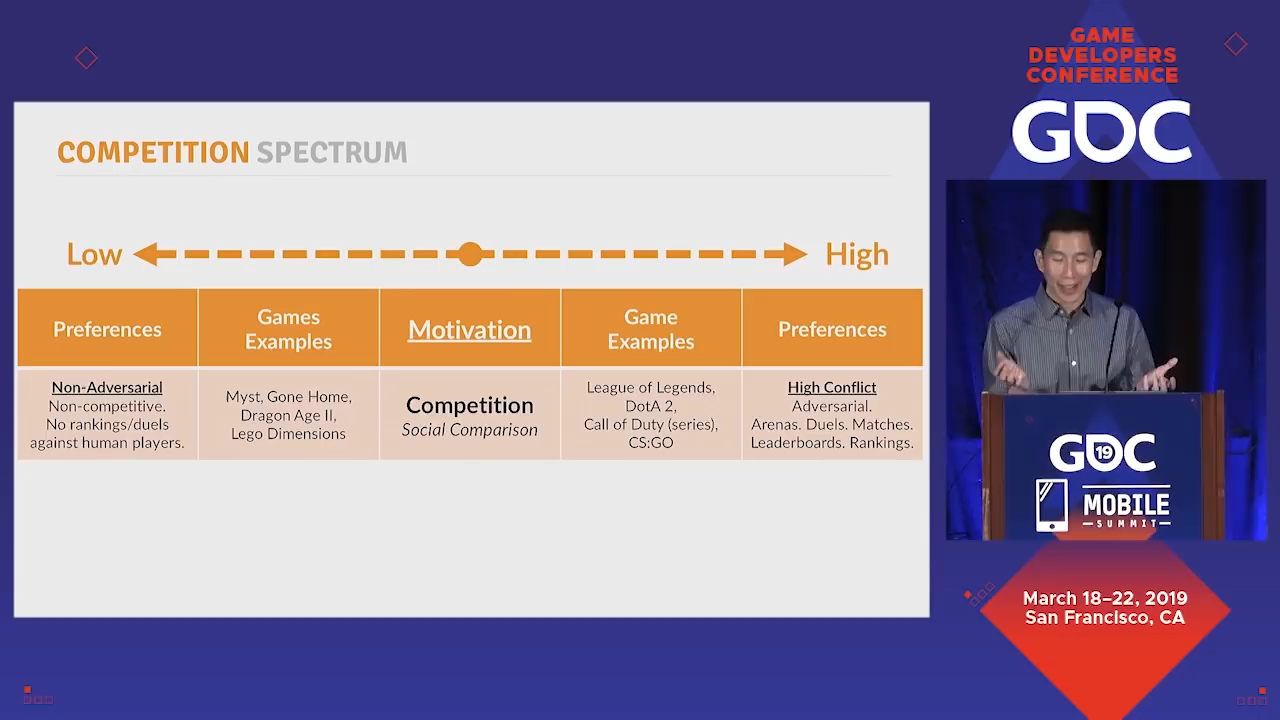 GAME
DEVELOPERS
CONFERENCE
GDC
COMPETITION SPECTRUM
Low
High
Preferences
Games
Examples
Motivation
Game
Examples
Preferences
Non-Adversarial
Non-competitive.
No rankings/duels
against human players.
Myst, Gone Home,
Dragon Age II,
Lego Dimensions
Competition
Social Comparison
League of Legends,
DotA 2,
Call of Duty (series),
CS:GO
High Conflict
Adversarial.
Arenas. Duels. Matches.
Leaderboards. Rankings.
GDC
19
MOBILE
SUMMIT
March 18–22, 2019
San Francisco, CA